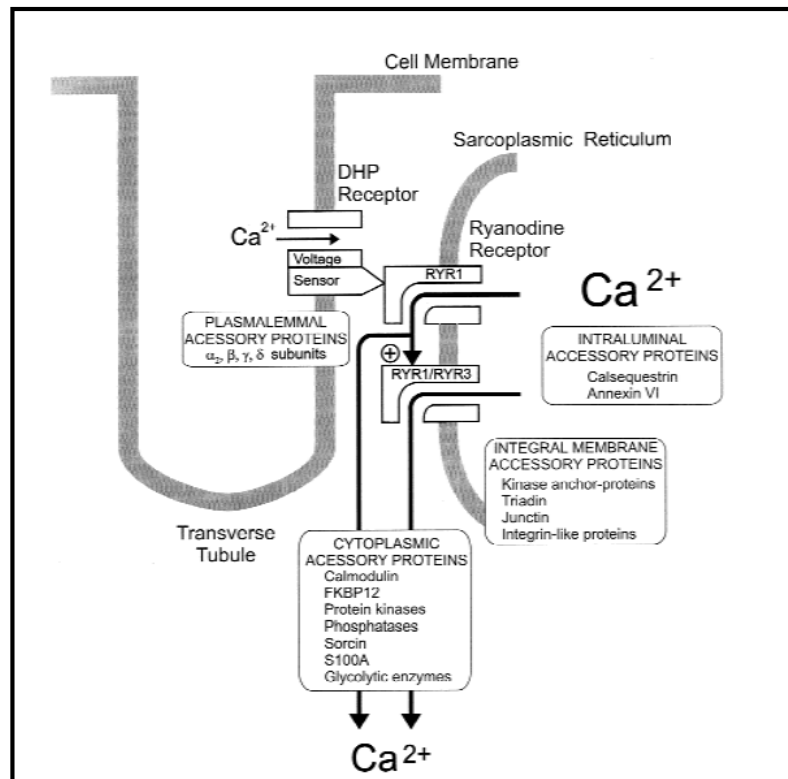 Cell Membrane
Sarcoplasmic Reticulum
DHP
Receptor
Ca2+
Ryanodine
Receptor
Voltage
Sensor
RYR1
Ca 2+
PLASMALEMMAL
ACESSORY PROTEINS
α2, β, γ, δ subunits
+
RYR1/RYR3
INTRALUMINAL
ACCESSORY PROTEINS
Calsequestrin
Annexin VI
INTEGRAL MEMBRANE
ACCESSORY PROTEINS
Kinase anchor-proteins
Triadin
Junctin
Integrin-like proteins
Transverse
Tubule
CYTOPLASMIC
ACESSORY PROTEINS
Calmodulin
FKBP12
Protein kinases
Phosphatases
Sorcin
S100A
Glycolytic enzymes
Ca2+